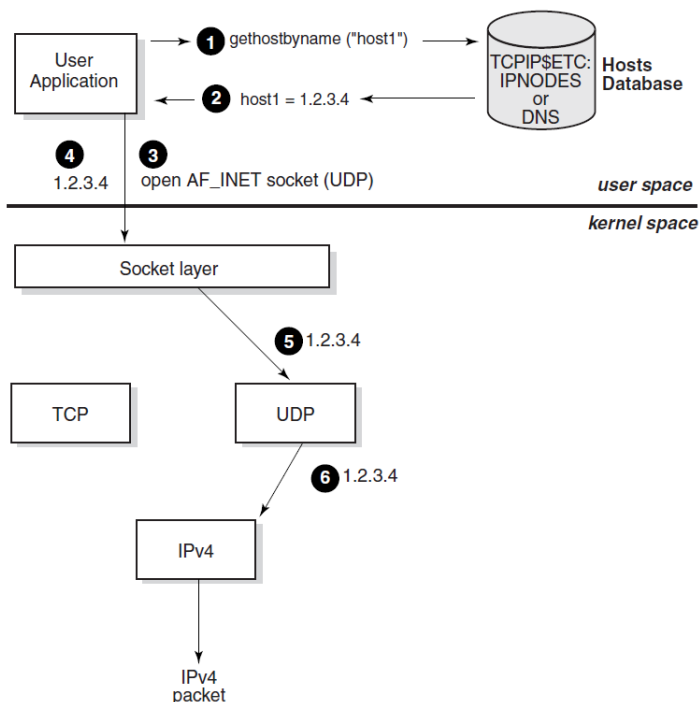 User
Application
1 gethostbyname ("host1")
TCPIP$ETC:
IPNODES
or
DNS
Hosts
Database
2 host1 = 1.2.3.4
4
1.2.3.4
3
open AF_INET socket (UDP)
user space
kernel space
Socket layer
5 1.2.3.4
TCP
UDP
6 1.2.3.4
IPv4
IPv4
packet